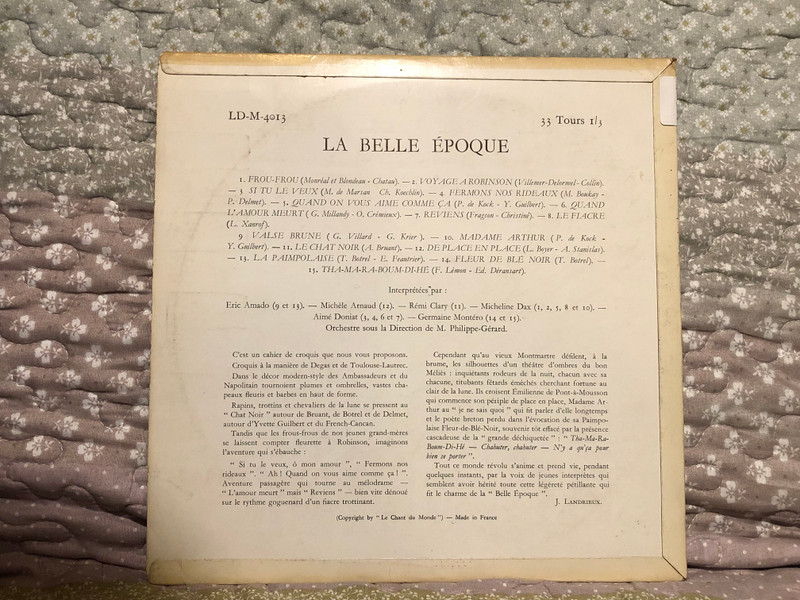 LD-M-4013
33 Tours 1/3
LA BELLE ÉPOQUE
1. FROU-FROU (Monréal et Blondeau - Chatau). — 2. VOYAGE A ROBINSON (Villemer-Delormel- Collin).
— 3 SI TU LE VEUX (M. de Marsan Ch. Koechlin). — 4. FERMONS NOS RIDEAUX (M. Boukay -
P. Delmet). — 5. QUAND ON VOUS AIME COMME ÇA (P. de Kock - Y. Guilbert). — 6. QUAND
L'AMOUR MEURT ( G. Millandy - O. Crémieux). — 7. REVIENS (Fragson - Christiné). — 8. LE FIACRE
(L. Xanrof).
9 VALSE BRUNE ( G. Villard - G. Krier ). — 10. MADAME ARTHUR ( P. de Kock -
Y. Guilbert). — 11. LE CHAT NOIR (A. Bruant). — 12. DE PLACE EN PLACE (L. Boyer - A. Stanislas).
— 13. LA PAIMPOLAISE (T. Botrel - E. Feautrier). — 14. FLEUR DE BLÉ NOIR (T. Botrel). —
15. THA-MA-RA-BOUM-DI-HÉ (F. Lémon - Ed. Déransart).
Interprétées par :
Eric Amado (9 et 13). — Michèle Arnaud (12). — Rémi Clary (11). — Micheline Dax (1, 2, 5, 8 et 10). —
Aimé Doniat (3, 4, 6 et 7). — Germaine Montéro (14 et 15).
Orchestre sous la Direction de M. Philippe-Gérard.
C'est un cahier de croquis que nous vous proposons.
Croquis à la manière de Degas et de Toulouse-Lautrec.
Dans le décor modern-style des Ambassadeurs et du
Napolitain tournoient plumes et ombrelles, vastes cha-
peaux fleuris et barbes en haut de forme.
Rapins, trottins et chevaliers de la lune se pressent au
" Chat Noir " autour de Bruant, de Botrel et de Delmet,
autour d'Yvette Guilbert et du French-Cancan.
Tandis que les frous-frous de nos jeunes grand-mères
se laissent compter fleurette à Robinson, imaginons
l'aventure qui s'ébauche :
" Si tu le veux, ô mon amour ", " Fermons nos
rideaux ". " Ah ! Quand on vous aime comme ça ! ".
Aventure passagère qui tourne au mélodrame —
" L'amour meurt " mais " Reviens " — bien vite dénoué
sur le rythme goguenard d'un fiacre trottinant.
Cependant qu'au vieux Montmartre défilent, à la
brume, les silhouettes d'un théâtre d'ombres du bon
Méliès : inquiétants rodeurs de la nuit, chacun avec sa
chacune, titubants fêtards éméchés cherchant fortune au
clair de la lune. Ils croisent Émilienne de Pont-à-Mousson
qui commence son périple de place en place, Madame Ar-
thur au " je ne sais quoi " qui fit parler d'elle longtemps
et le poète breton perdu dans l'évocation de sa Paimpo-
laise Fleur-de-Blé-Noir, souvenir tôt effacé par la présence
cascadeuse de la " grande déchiquetée " : " Tha-Ma-Ra-
Boum-Di-Hé — Chahuter, chahuter — N'y a qu'ça pour
bien se porter ".
Tout ce monde révolu s'anime et prend vie, pendant
quelques instants, par la voix de jeunes interprètes qui
semblent avoir hérité toute cette légèreté pétillante qui
fit le charme de la " Belle Époque ".
J. LANDRIEUX.
(Copyright by " Le Chant du Monde ") — Made in France